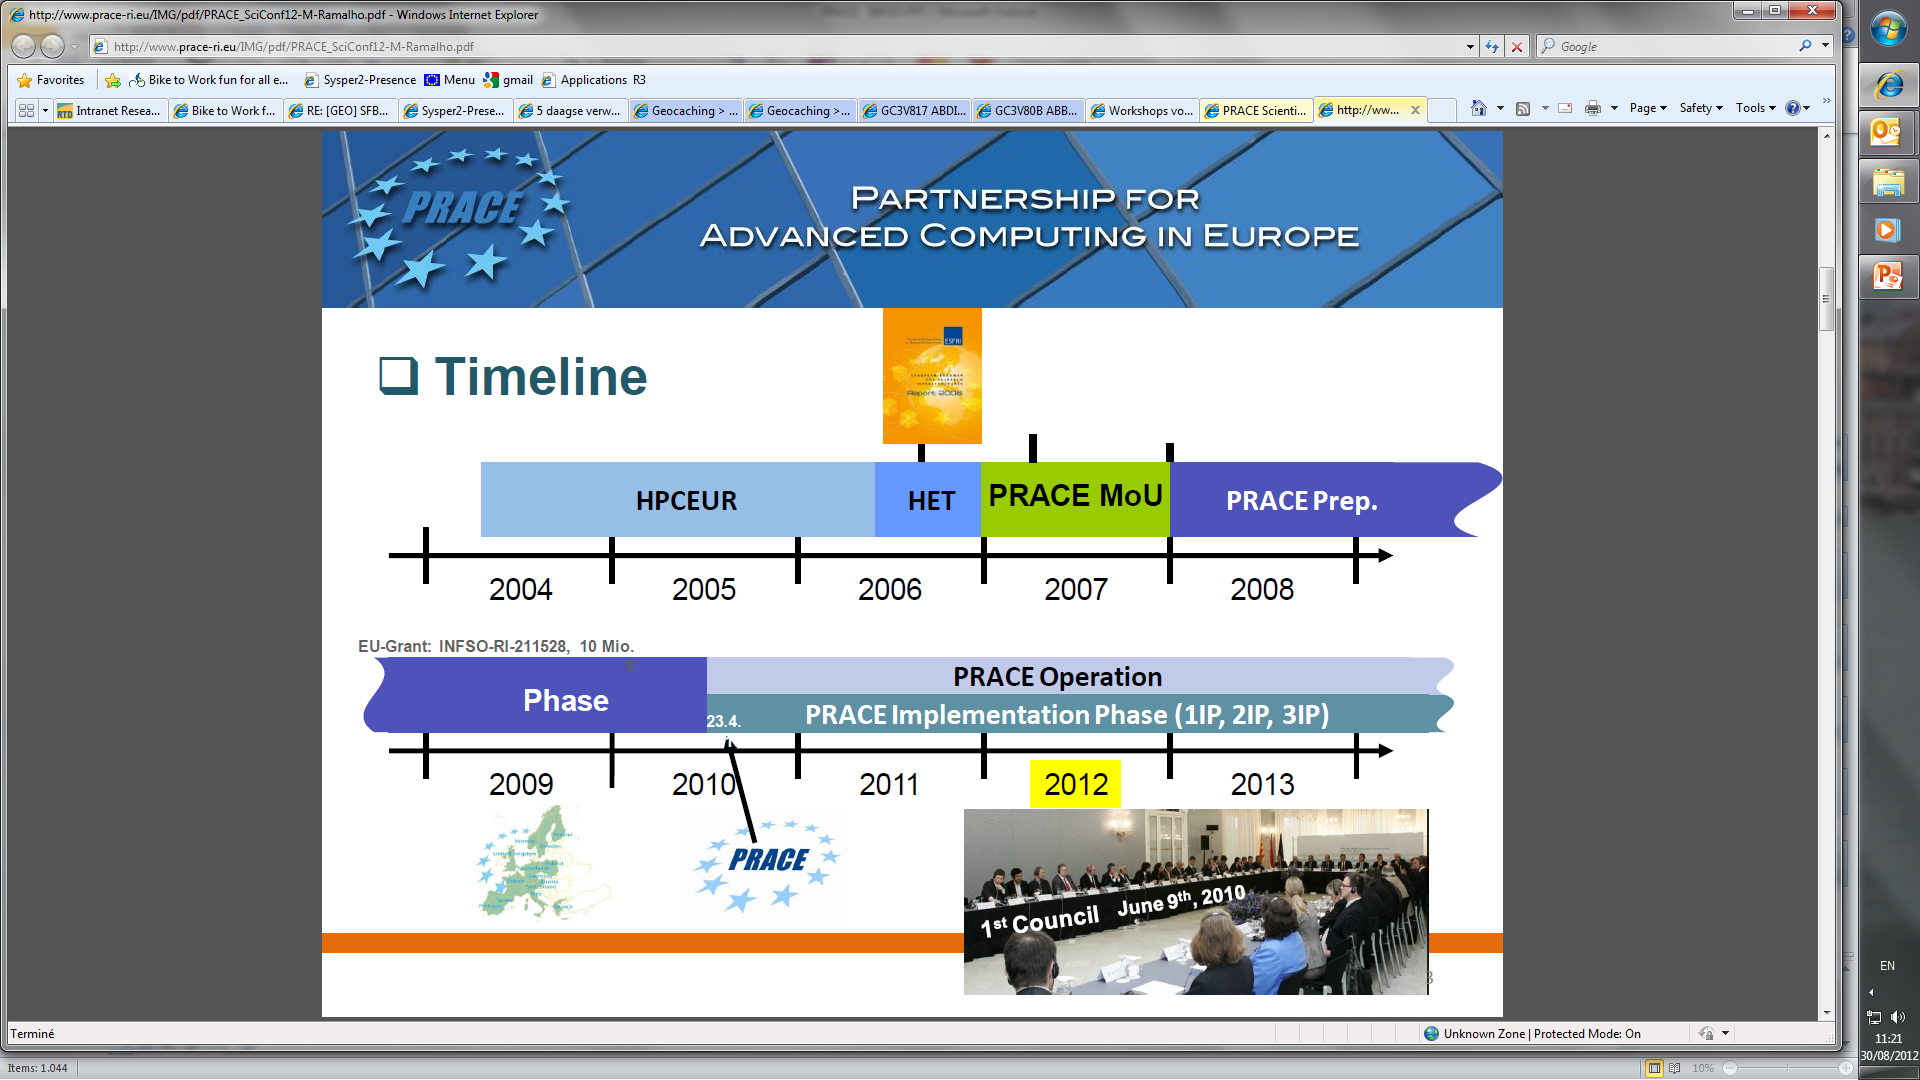 http://www.prace-ri.eu/IMG/pdf/PRACE_SciConf12-M-Ramalho.pdf - Windows Internet Explorer
http://www.prace-ri.eu/IMG/pdf/PRACE_SciConf12-M-Ramalho.pdf
Google
Favorites
Bike to Work fun for all e...
Sysper2-Presence
Menu
gmail
Applications R3
Intranet Resea...
Bike to Work f...
RE: [GEO] SFB...
Sysper2-Prese...
5 daagse verw...
Geocaching > ...
Geocaching >...
GC3V817 ABDI...
GC3V80B ABB...
Workshops vo...
PRACE Scienti...
http://ww...
Page
Safety
Tools
PRACE
PARTNERSHIP FOR
ADVANCED COMPUTING IN EUROPE
ESFRI
Report 2006
Timeline
HPCEUR
HET
PRACE MoU
PRACE Prep.
2004
2005
2006
2007
2008
EU-Grant: INFSO-RI-211528, 10 Mio.
Phase
23.4.
PRACE Operation
PRACE Implementation Phase (1IP, 2IP, 3IP)
2009
2010
2011
2012
2013
PRACE
1st Council June 9th, 2010
3
Terminé
Unknown Zone | Protected Mode: On
Items: 1.044
10%
EN
11:21
30/08/2012